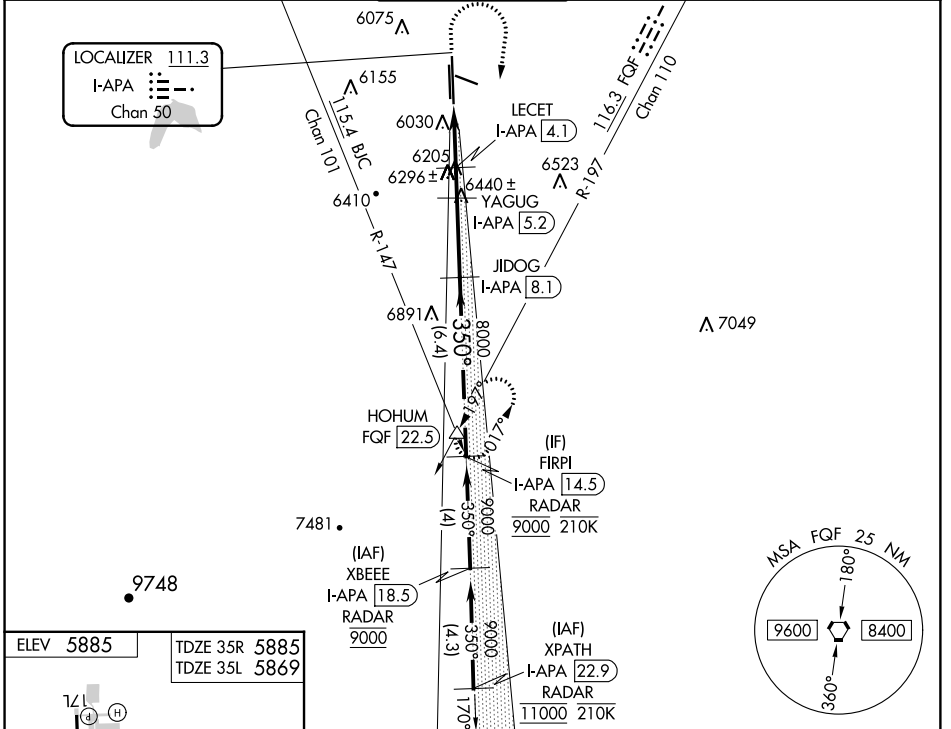 6075
LOCALIZER 111.3
I-APA
Chan 50
6155
115.4 BJC
Chan 101
116.3 FQF
Chan 110
6030
LECET
I-APA 4.1
6205
6296 ±
6440 ±
6523
6410
YAGUG
I-APA 5.2
R-147
R-197
JIDOG
I-APA 8.1
6891
7049
350°
(6.4)
8000
HOHUM
FQF 22.5
197°
017°
(IF)
FIRPI
I-APA 14.5
RADAR
9000 210K
350°
(4)
9000
7481
(IAF)
XBEEE
I-APA 18.5
RADAR
9000
9748
350°
(4.3)
9000
(IAF)
XPATH
I-APA 22.9
RADAR
11000 210K
170°
MSA FQF 25 NM
180°
9600
8400
360°
ELEV 5885
TDZE 35R 5885
TDZE 35L 5869
17L
P
H